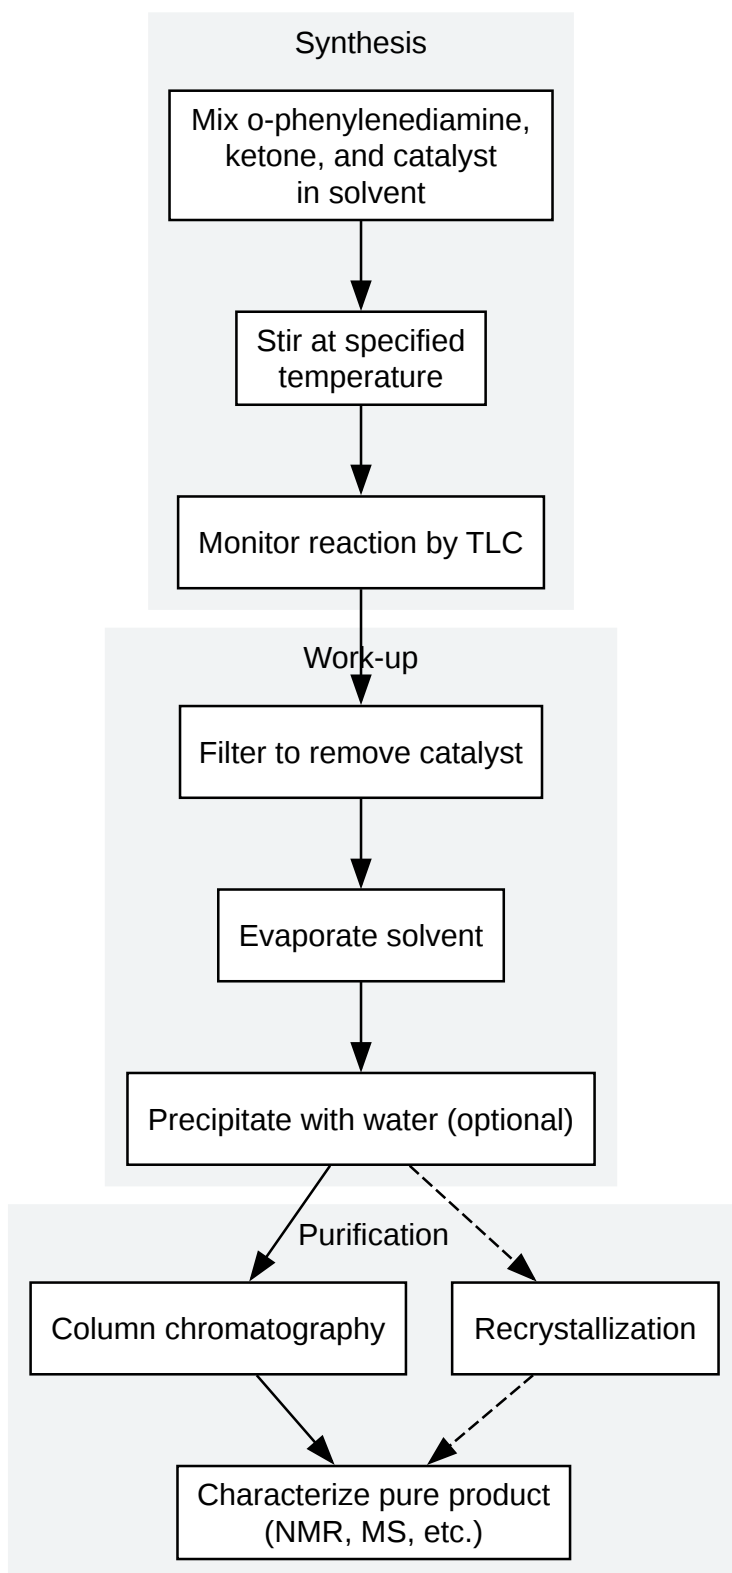 Synthesis
Mix o-phenylenediamine,
ketone, and catalyst
in solvent
Stir at specified
temperature
Monitor reaction by TLC
Work-up
Filter to remove catalyst
Evaporate solvent
Precipitate with water (optional)
Purification
Column chromatography
Recrystallization
Characterize pure product
(NMR, MS, etc.)